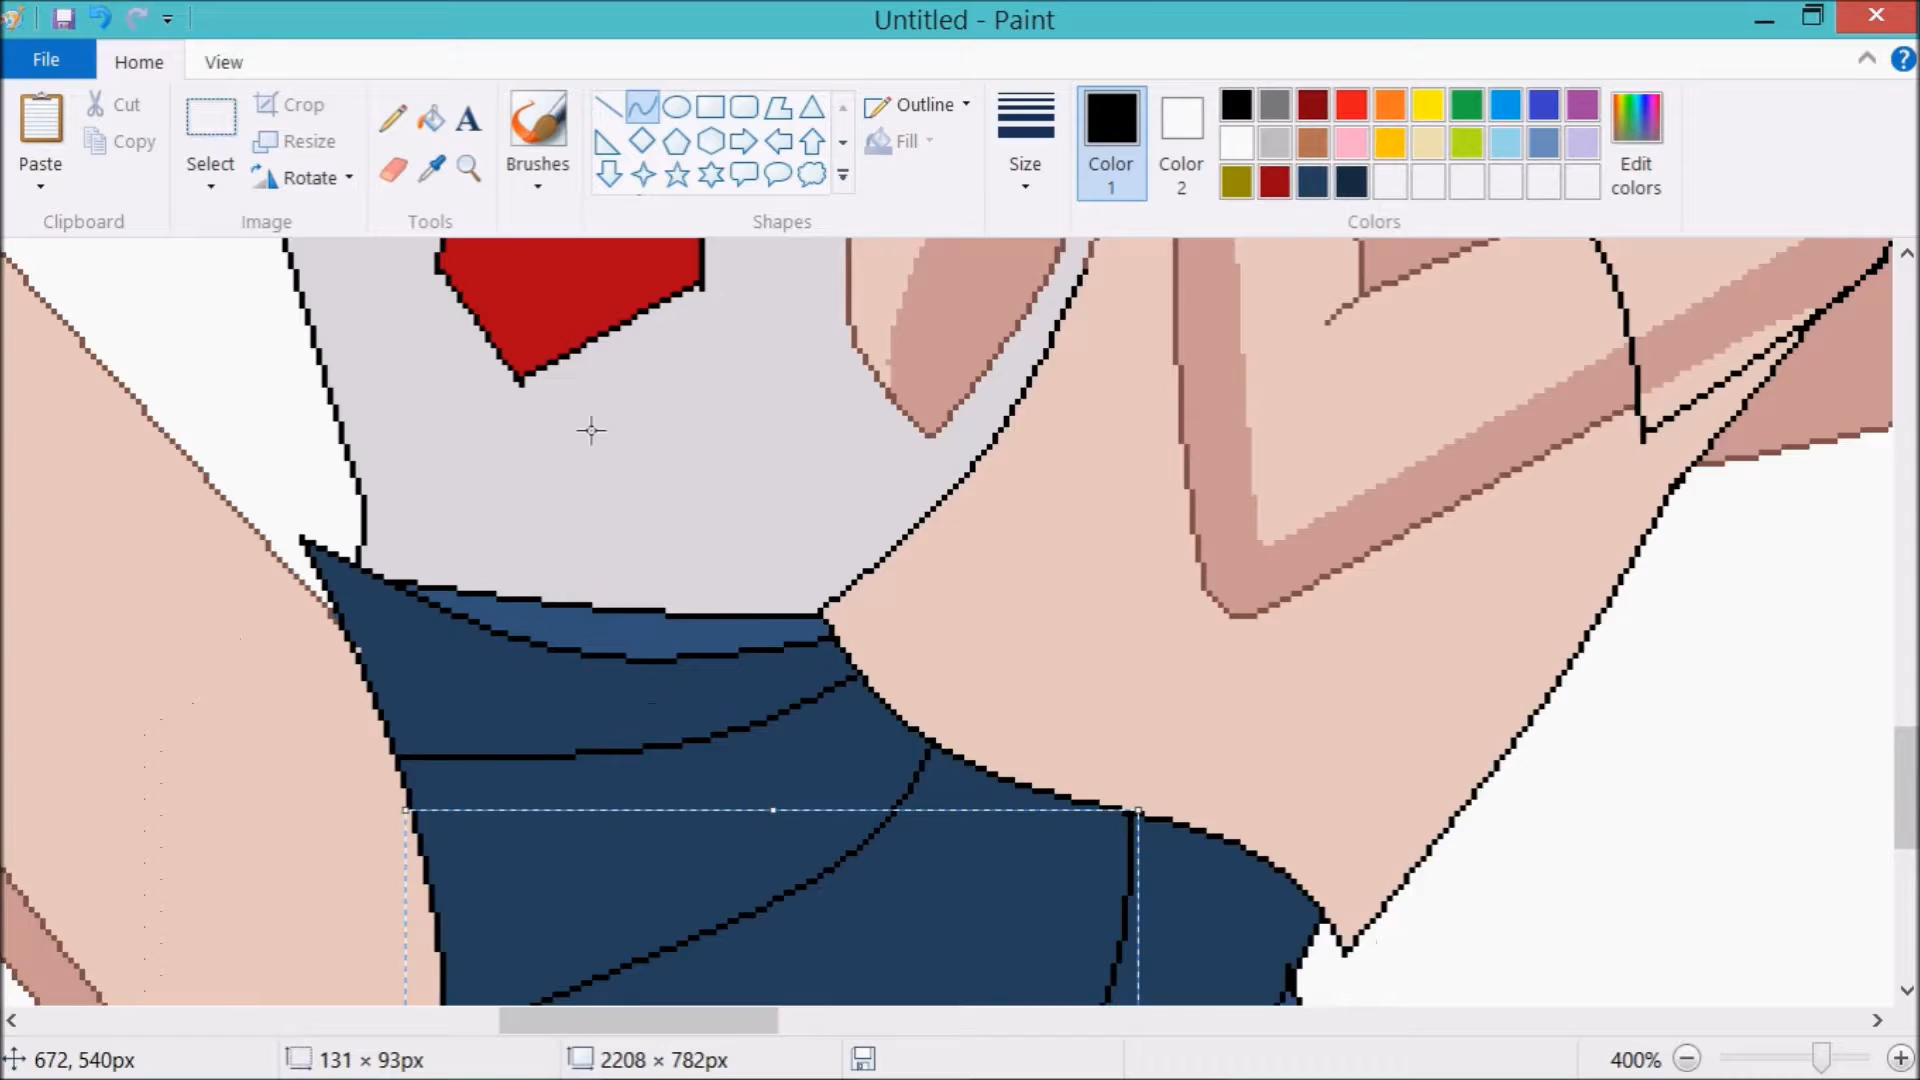 Untitled - Paint
File
Home
View
Paste
Cut
Copy
Clipboard
Select
Crop
Resize
Rotate
Image
A
Tools
Brushes
Outline
Fill
Shapes
Size
Color
1
Color
2
Edit
colors
Colors
?
672, 540px
131 × 93px
2208 × 782px
400%